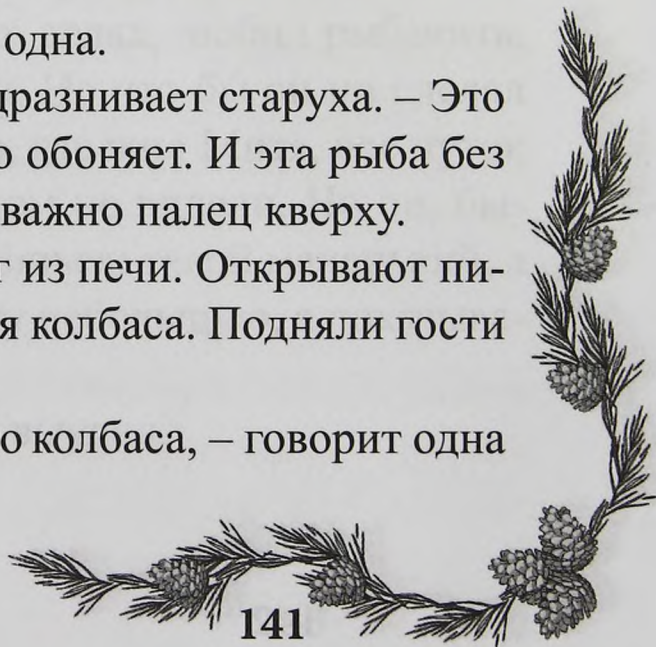 одна.
дразнивает старуха. – Это
о обоняет. И эта рыба без
важно палец кверху.
г из печи. Открывают пи-
я колбаса. Подняли гости
о колбаса, – говорит одна
141